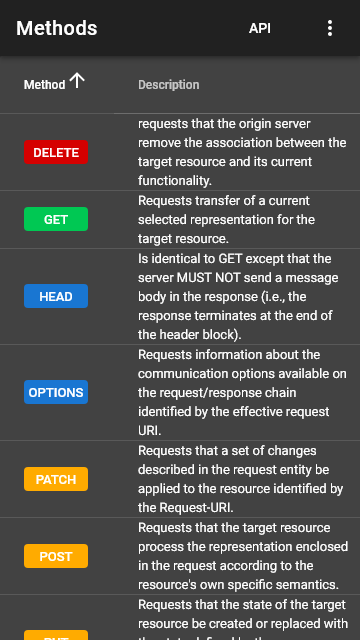 Methods
API
Method
Description
requests that the origin server
remove the association between the
target resource and its current
functionality.
DELETE
Requests transfer of a current
selected representation for the
target resource.
GET
Is identical to GET except that the
server MUST NOT send a message
body in the response (i.e., the
response terminates at the end of
the header block).
HEAD
Requests information about the
communication options available on
the request/response chain
identified by the effective request
URI.
OPTIONS
Requests that a set of changes
described in the request entity be
applied to the resource identified by
the Request-URI.
PATCH
Requests that the target resource
process the representation enclosed
in the request according to the
resource's own specific semantics.
POST
Requests that the state of the target
resource be created or replaced with